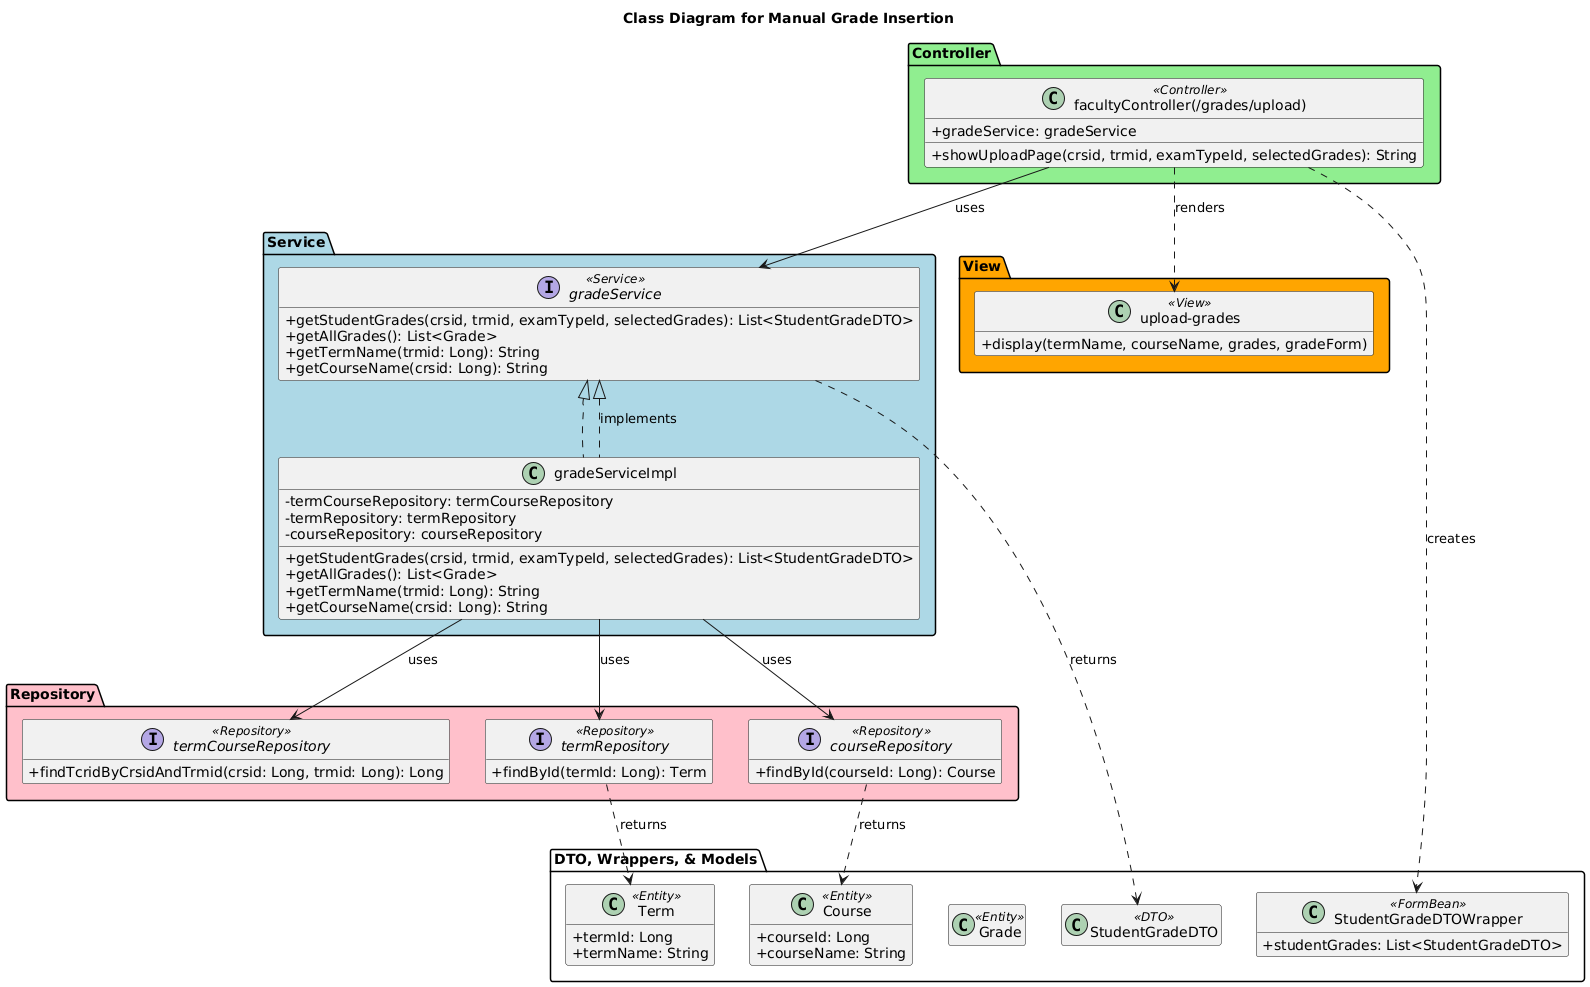 Class Diagram for Manual Grade Insertion
Controller
C
«Controller»
facultyController(/grades/upload)
+gradeService: gradeService
+showUploadPage(crsid, trmid, examTypeId, selectedGrades): String
uses
renders
Service
I
«Service»
gradeService
+getStudentGrades(crsid, trmid, examTypeId, selectedGrades): List<StudentGradeDTO>
+getAllGrades(): List<Grade>
+getTermName(trmid: Long): String
+getCourseName(crsid: Long): String
View
C
«View»
upload-grades
+display(termName, courseName, grades, gradeForm)
implements
C
gradeServiceImpl
-termCourseRepository: termCourseRepository
-termRepository: termRepository
-courseRepository: courseRepository
+getStudentGrades(crsid, trmid, examTypeId, selectedGrades): List<StudentGradeDTO>
+getAllGrades(): List<Grade>
+getTermName(trmid: Long): String
+getCourseName(crsid: Long): String
creates
uses
uses
uses
returns
Repository
I
«Repository»
termCourseRepository
+findTcridByCrsidAndTrmid(crsid: Long, trmid: Long): Long
I
«Repository»
termRepository
+findById(termId: Long): Term
I
«Repository»
courseRepository
+findById(courseId: Long): Course
returns
returns
DTO, Wrappers, & Models
C
«Entity»
Term
+termId: Long
+termName: String
C
«Entity»
Course
+courseId: Long
+courseName: String
C
«Entity»
Grade
C
«DTO»
StudentGradeDTO
C
«FormBean»
StudentGradeDTOWrapper
+studentGrades: List<StudentGradeDTO>